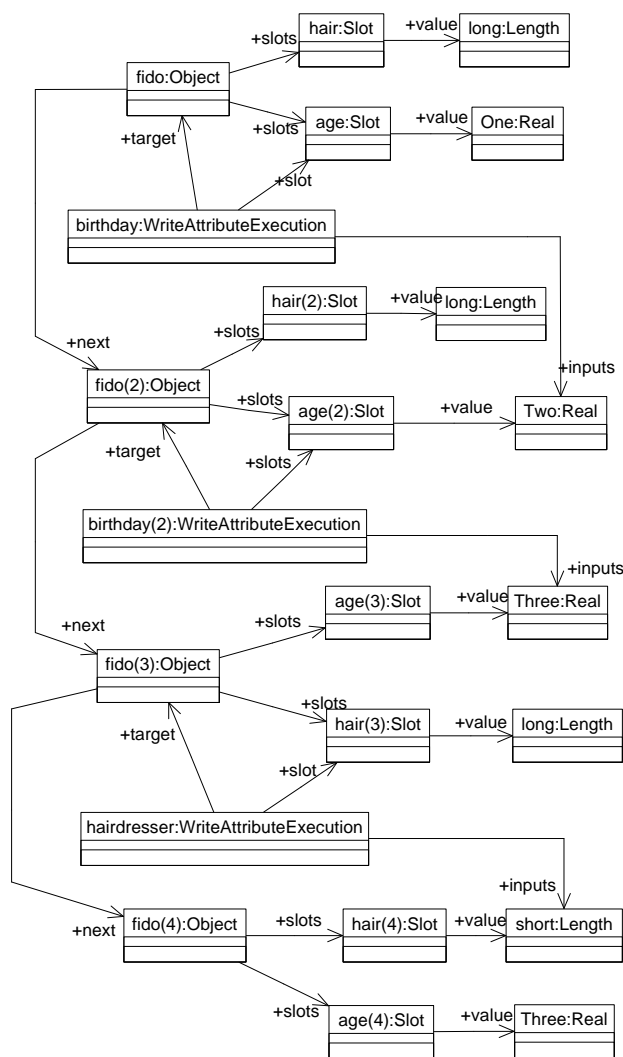 +slots
hair:Slot
+value
long:Length
fido:Object
+target
+slots
age:Slot
+value
One:Real
+slot
birthday:WriteAttributeExecution
hair(2):Slot
+value
long:Length
+slots
+next
+inputs
fido(2):Object
+slots
age(2):Slot
+value
Two:Real
+target
+slots
birthday(2):WriteAttributeExecution
+inputs
age(3):Slot
+value
Three:Real
+slots
+next
fido(3):Object
+slots
hair(3):Slot
+value
long:Length
+target
+slot
hairdresser:WriteAttributeExecution
+inputs
+next
fido(4):Object
+slots
hair(4):Slot
+value
short:Length
+slots
age(4):Slot
+value
Three:Real